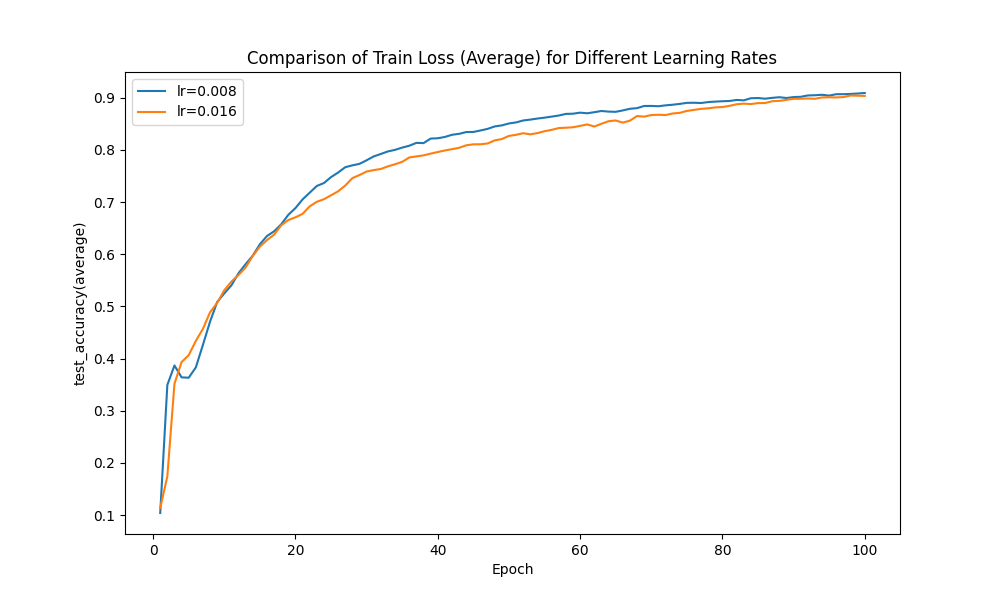 Comparison of Train Loss (Average) for Different Learning Rates
lr=0.008
lr=0.016
test_accuracy(average)
0.9
0.8
0.7
0.6
0.5
0.4
0.3
0.2
0.1
0 20 40 60 80 100
Epoch